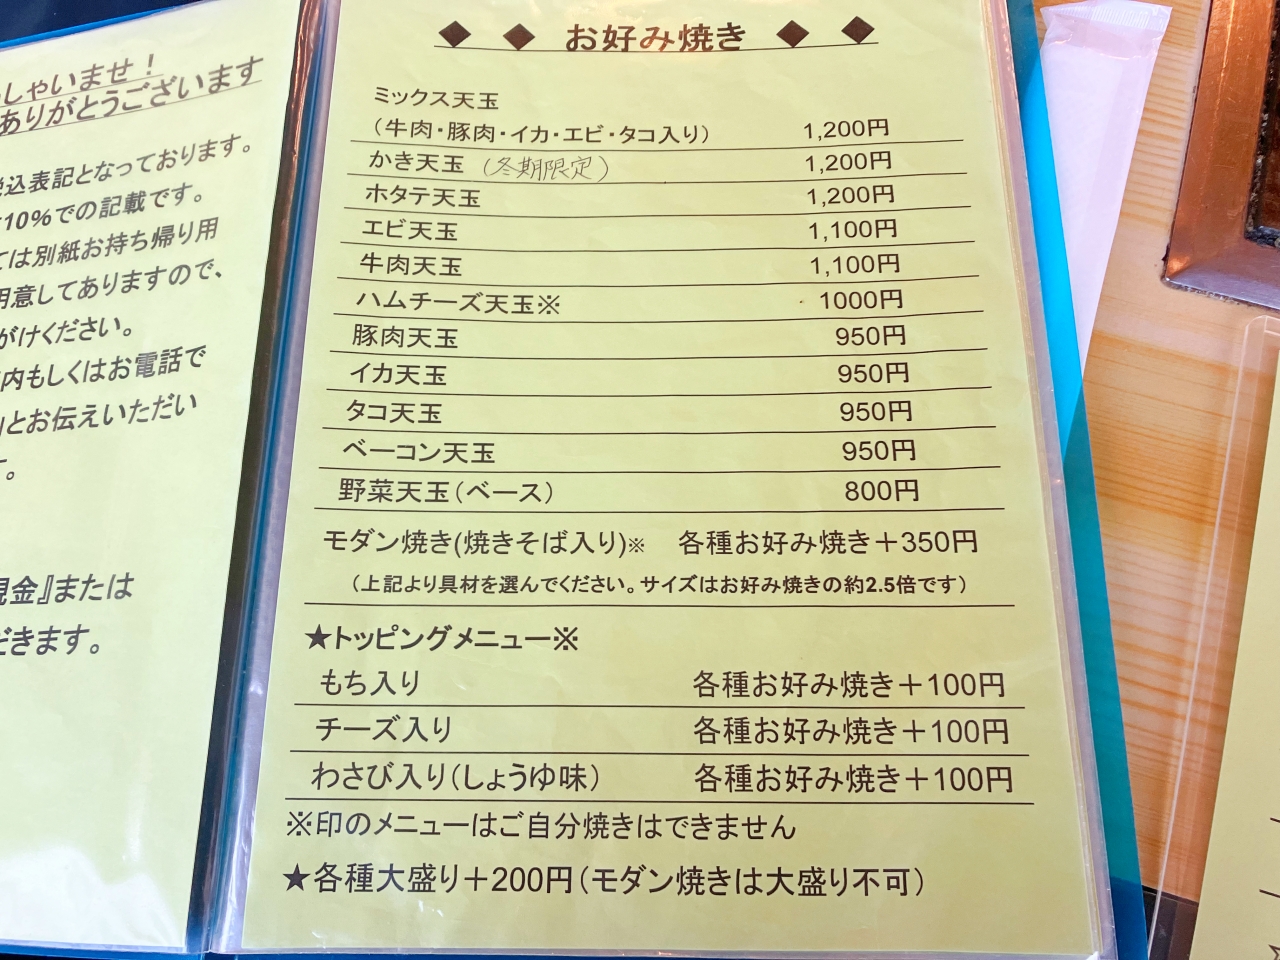 しゃいませ！
ありがとうございます
込表記となっております。
10%での記載です。
ては別紙お持ち帰り用
用意してありますので、
がけください。
内もしくはお電話で
とお伝えいただい
。
現金』または
だきます。
◆ ◆ お好み焼き ◆ ◆
ミックス天玉
（牛肉・豚肉・イカ・エビ・タコ入り） 1,200円
かき天玉 (冬期限定) 1,200円
ホタテ天玉 1,200円
エビ天玉 1,100円
牛肉天玉 1,100円
ハムチーズ天玉※ 1000円
豚肉天玉 950円
イカ天玉 950円
タコ天玉 950円
ベーコン天玉 950円
野菜天玉（ベース） 800円
モダン焼き(焼きそば入り)※ 各種お好み焼き＋350円
（上記より具材を選んでください。サイズはお好み焼きの約2.5倍です）
★トッピングメニュー※
もち入り 各種お好み焼き＋100円
チーズ入り 各種お好み焼き＋100円
わさび入り（しょうゆ味） 各種お好み焼き＋100円
※印のメニューはご自分焼きはできません
★各種大盛り＋200円（モダン焼きは大盛り不可）